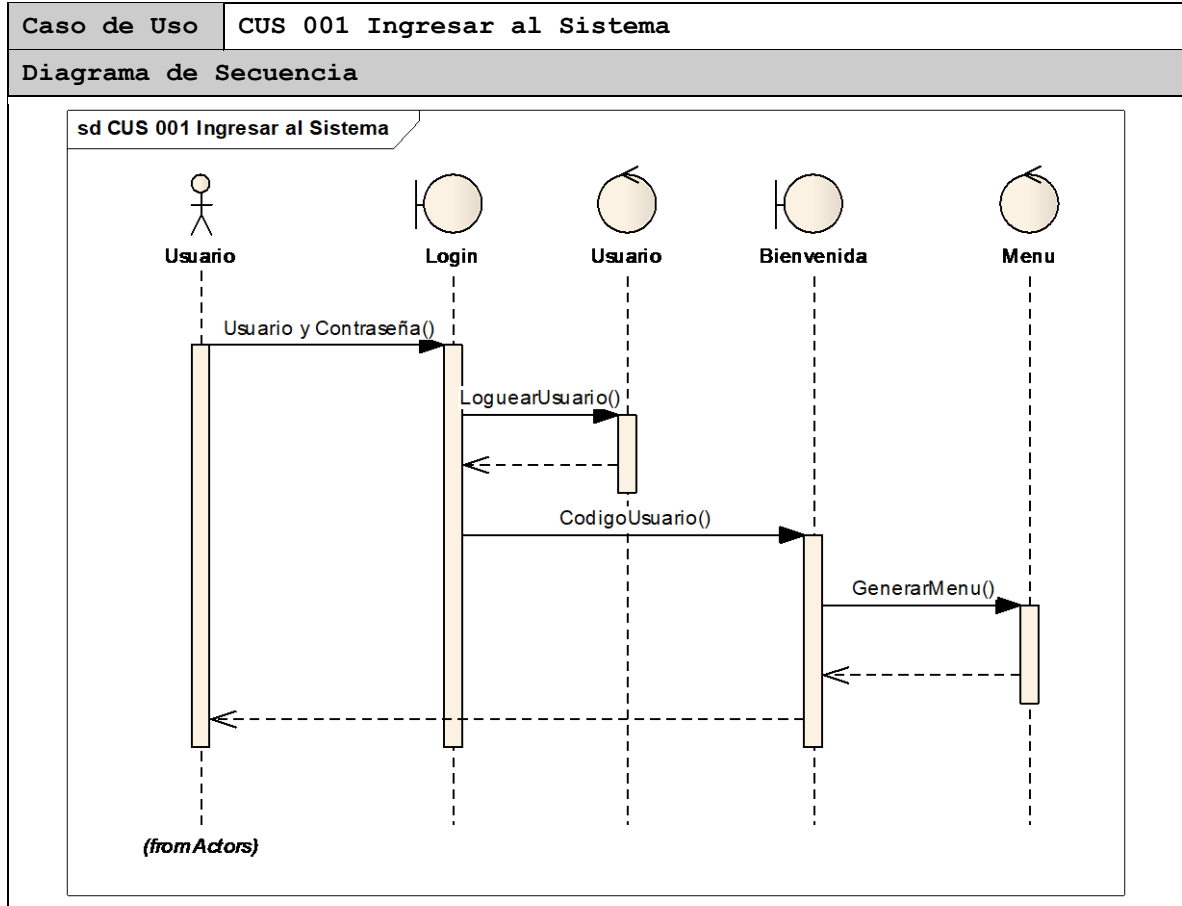 Caso de Uso
CUS 001 Ingresar al Sistema
Diagrama de Secuencia
sd CUS 001 Ingresar al Sistema
Usuario
Login
Usuario
Bienvenida
Menu
Usuario y Contraseña()
LoguearUsuario()
CodigoUsuario()
GenerarMenu()
(from Actors)